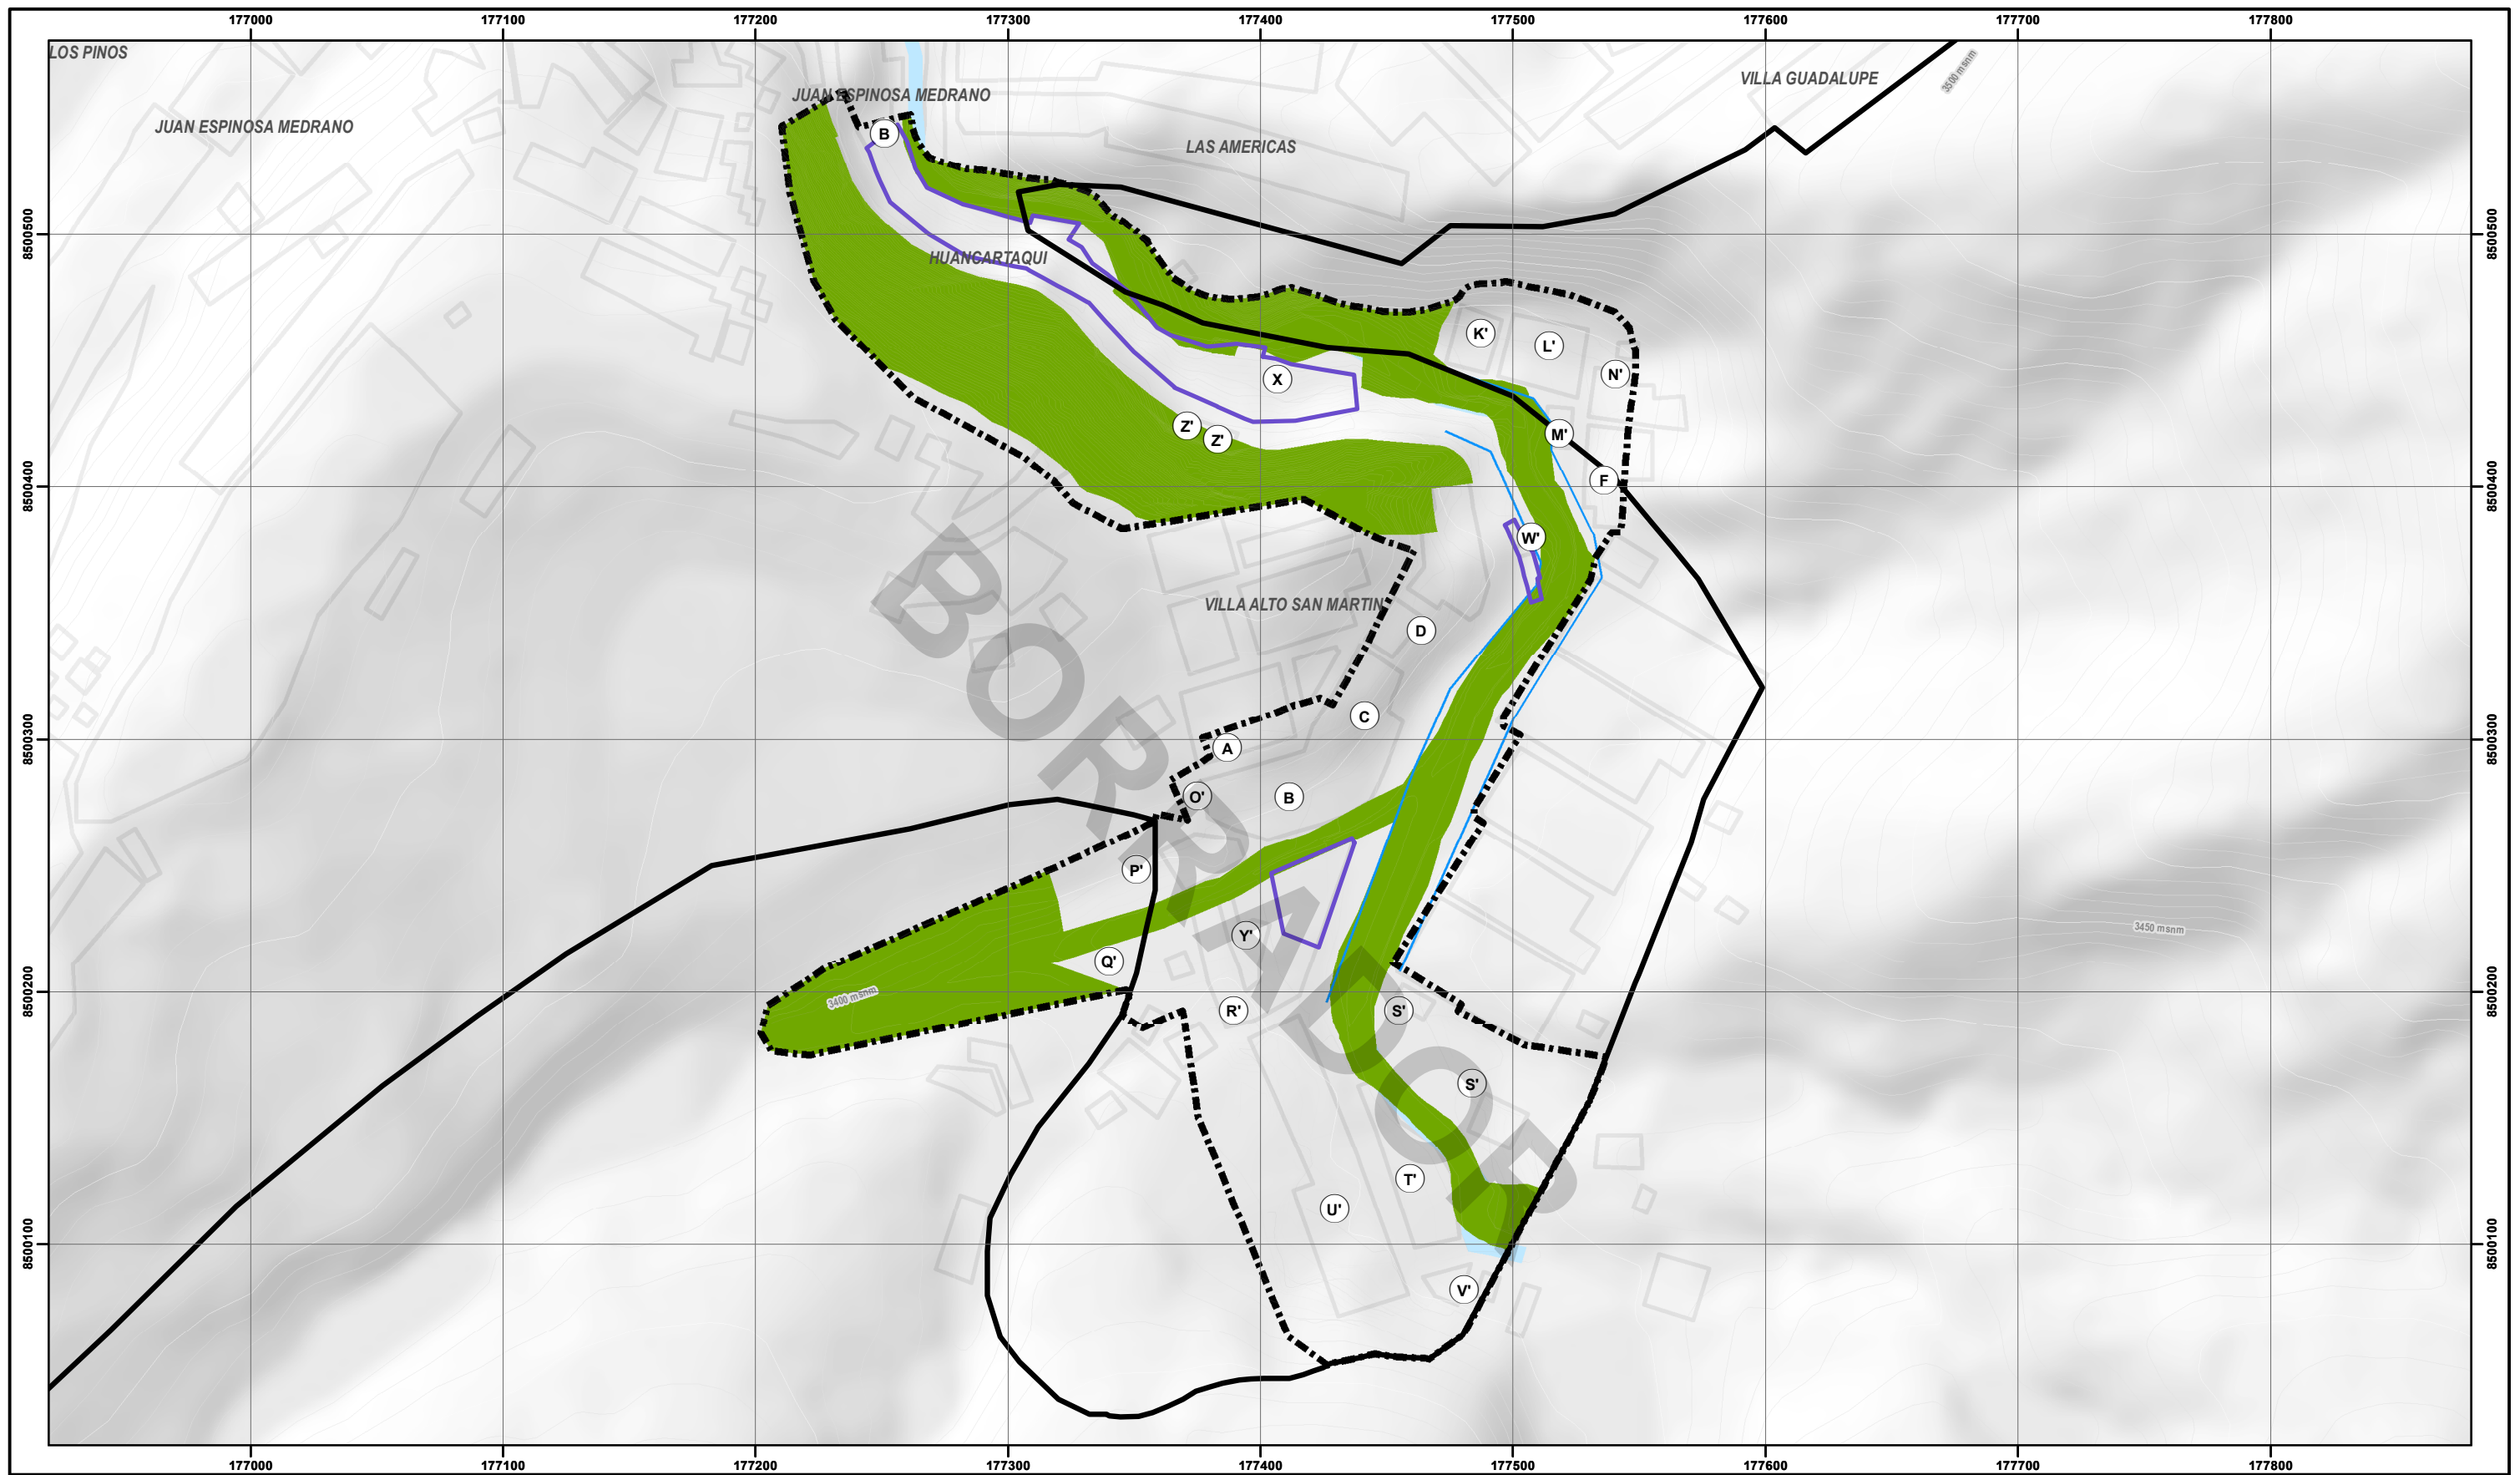 177000 177100 177200 177300 177400 177500 177600 177700 177800
LOS PINOS
JUAN ESPINOSA MEDRANO
VILLA GUADALUPE
3500 msnm
JUAN ESPINOSA MEDRANO
B
LAS AMERICAS
8500500
8500500
HUANCARTAQUI
K'
L'
N'
X
Z'
Z'
M'
F
8500400
8500400
W'
BORRADOR
VILLA ALTO SAN MARTIN
D
C
A
8500300
8500300
O'
B
P'
Y'
3450 msnm
Q'
3400 msnm
8500200
8500200
R'
S'
S'
T'
U'
8500100
8500100
V'
177000 177100 177200 177300 177400 177500 177600 177700 177800